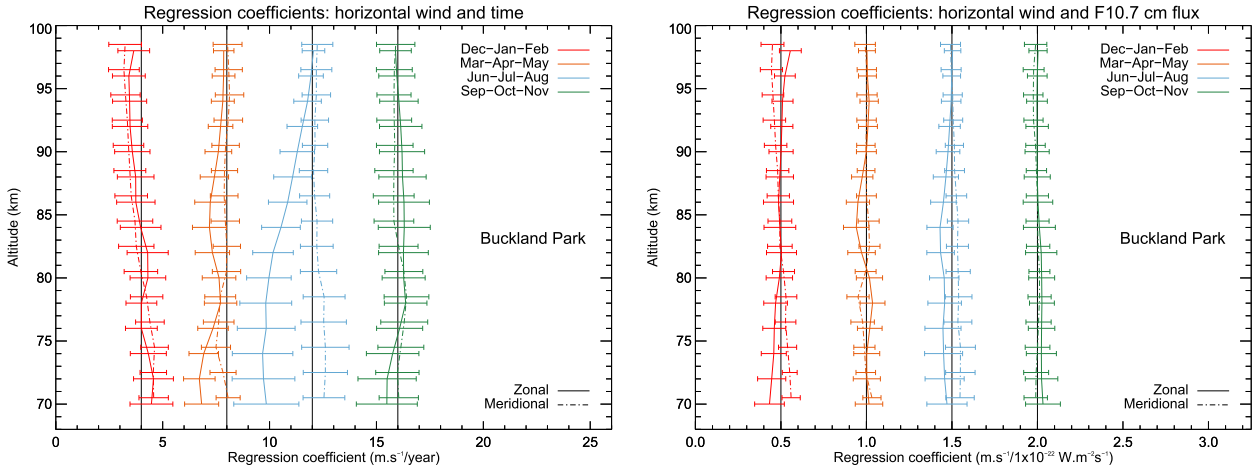 Regression coefficients: horizontal wind and time
100
95
90
85
80
75
70
Altitude (km)
Dec−Jan−Feb
Mar−Apr−May
Jun−Jul−Aug
Sep−Oct−Nov
Buckland Park
Zonal
Meridional
0 5 10 15 20 25
Regression coefficient (m.s⁻¹/year)
Regression coefficients: horizontal wind and F10.7 cm flux
100
95
90
85
80
75
70
Altitude (km)
Dec−Jan−Feb
Mar−Apr−May
Jun−Jul−Aug
Sep−Oct−Nov
Buckland Park
Zonal
Meridional
0.0 0.5 1.0 1.5 2.0 2.5 3.0
Regression coefficient (m.s⁻¹/1x10⁻²² W.m⁻²s⁻¹)